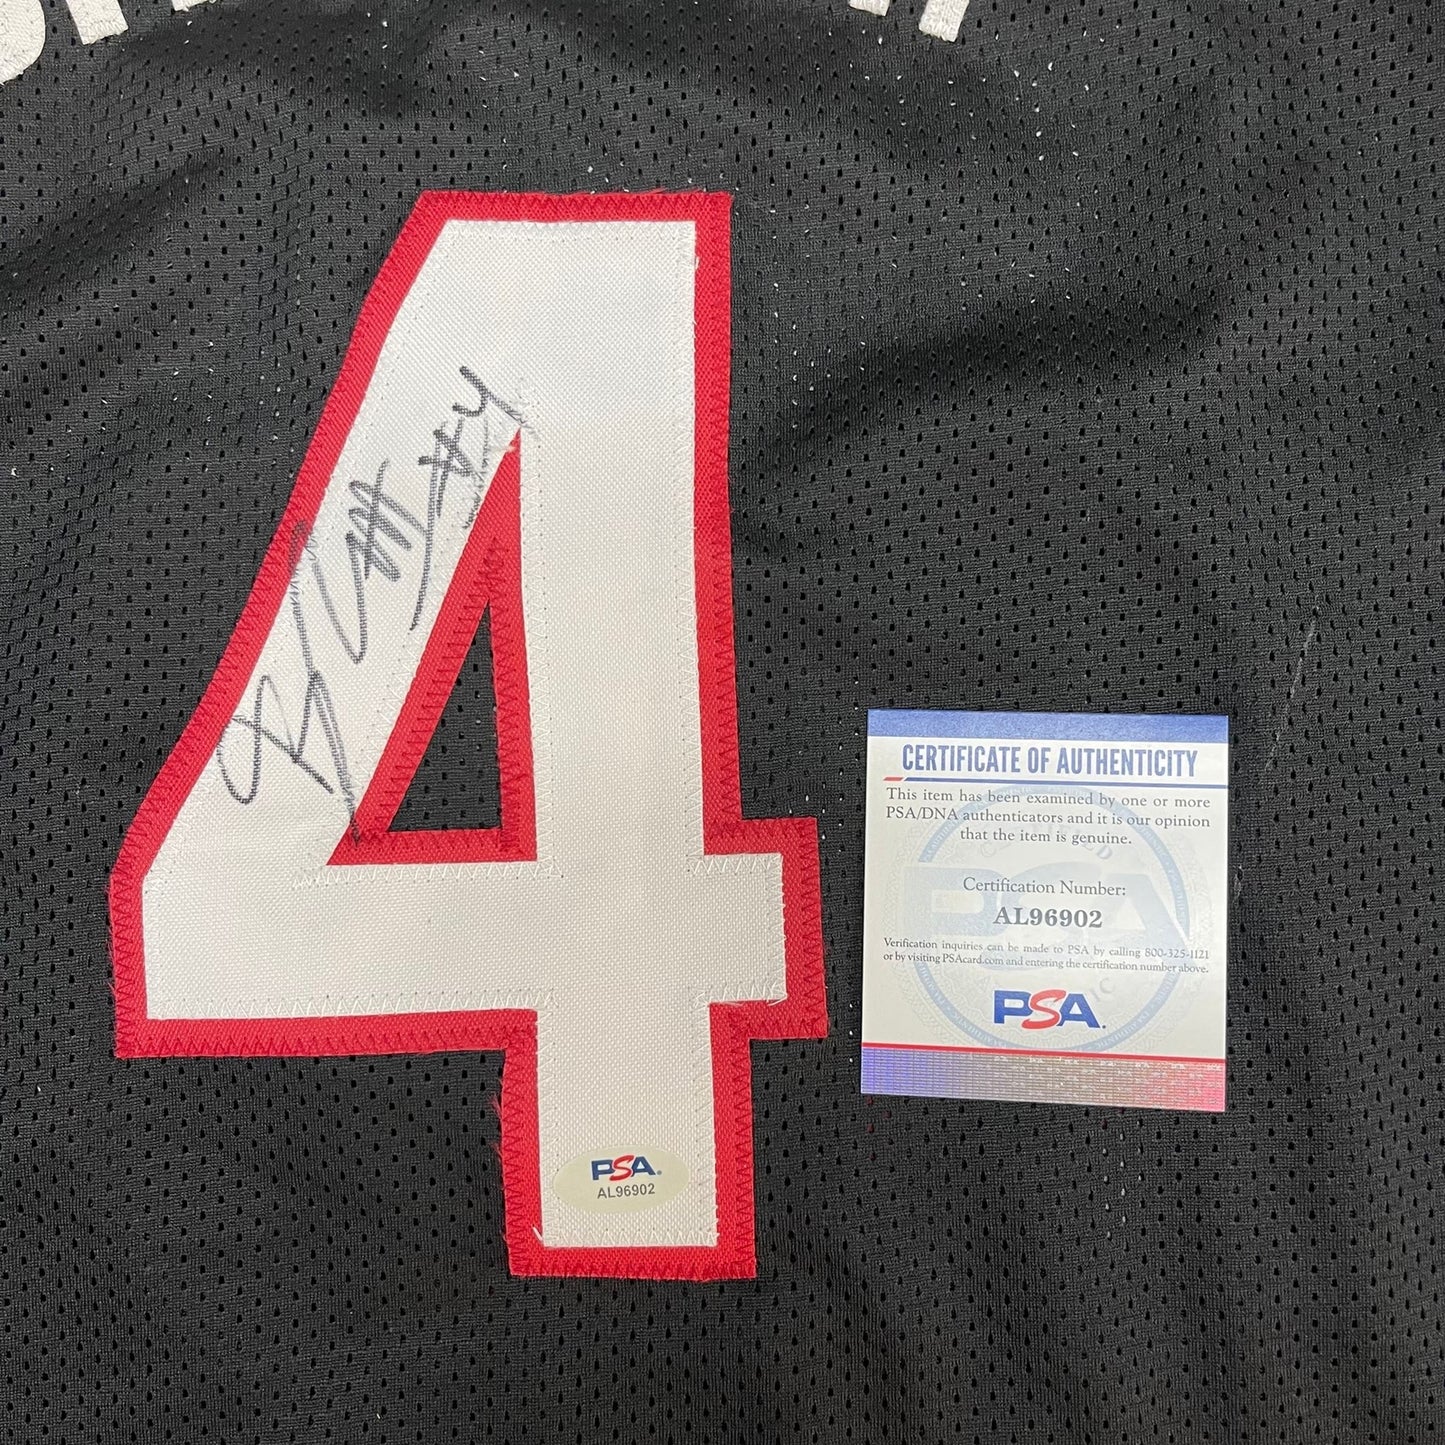 4
#4
CERTIFICATE OF AUTHENTICITY
This item has been examined by one or more
PSA/DNA authenticators and it is our opinion
that the item is genuine.
Certification Number:
AL96902
Verification inquiries can be made to PSA by calling 800-325-1121
or by visiting PSAcard.com and entering the certification number above.
PSA.
PSA.
AL96902